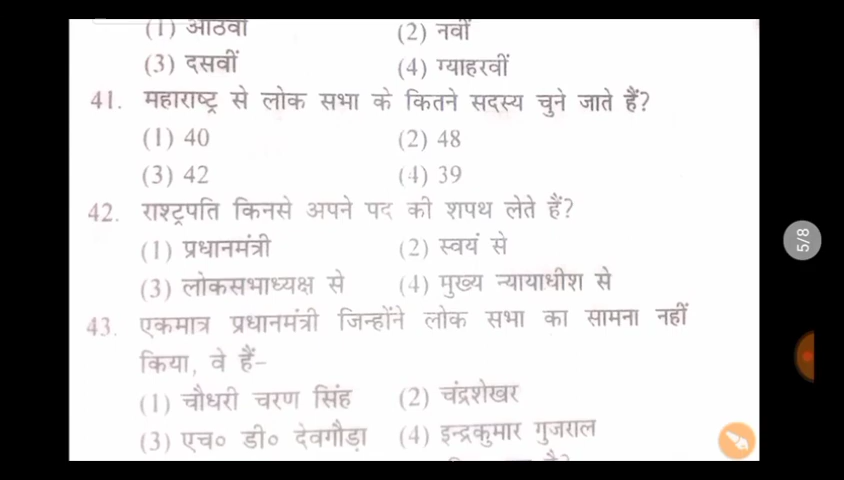 (1) आठवीं (2) नवीं
(3) दसवीं (4) ग्याहरवीं
41. महाराष्ट्र से लोक सभा के कितने सदस्य चुने जाते हैं?
(1) 40 (2) 48
(3) 42 (4) 39
42. राश्ट्रपति किनसे अपने पद की शपथ लेते हैं?
(1) प्रधानमंत्री (2) स्वयं से
(3) लोकसभाध्यक्ष से (4) मुख्य न्यायाधीश से
43. एकमात्र प्रधानमंत्री जिन्होंने लोक सभा का सामना नहीं
किया, वे हैं-
(1) चौधरी चरण सिंह (2) चंद्रशेखर
(3) एच० डी० देवगौड़ा (4) इन्द्रकुमार गुजराल
5/8